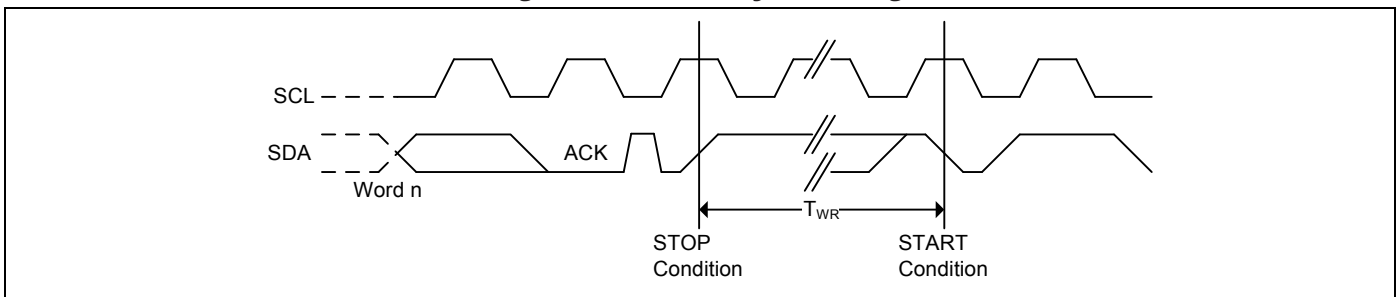 SCL
SDA
ACK
Word n
TWR
STOP
Condition
START
Condition